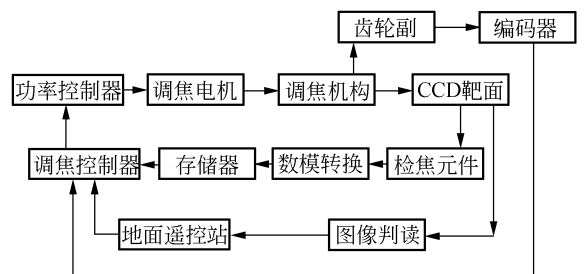 齿轮副
编码器
功率控制器
调焦电机
调焦机构
CCD靶面
调焦控制器
存储器
数模转换
检焦元件
地面遥控站
图像判读